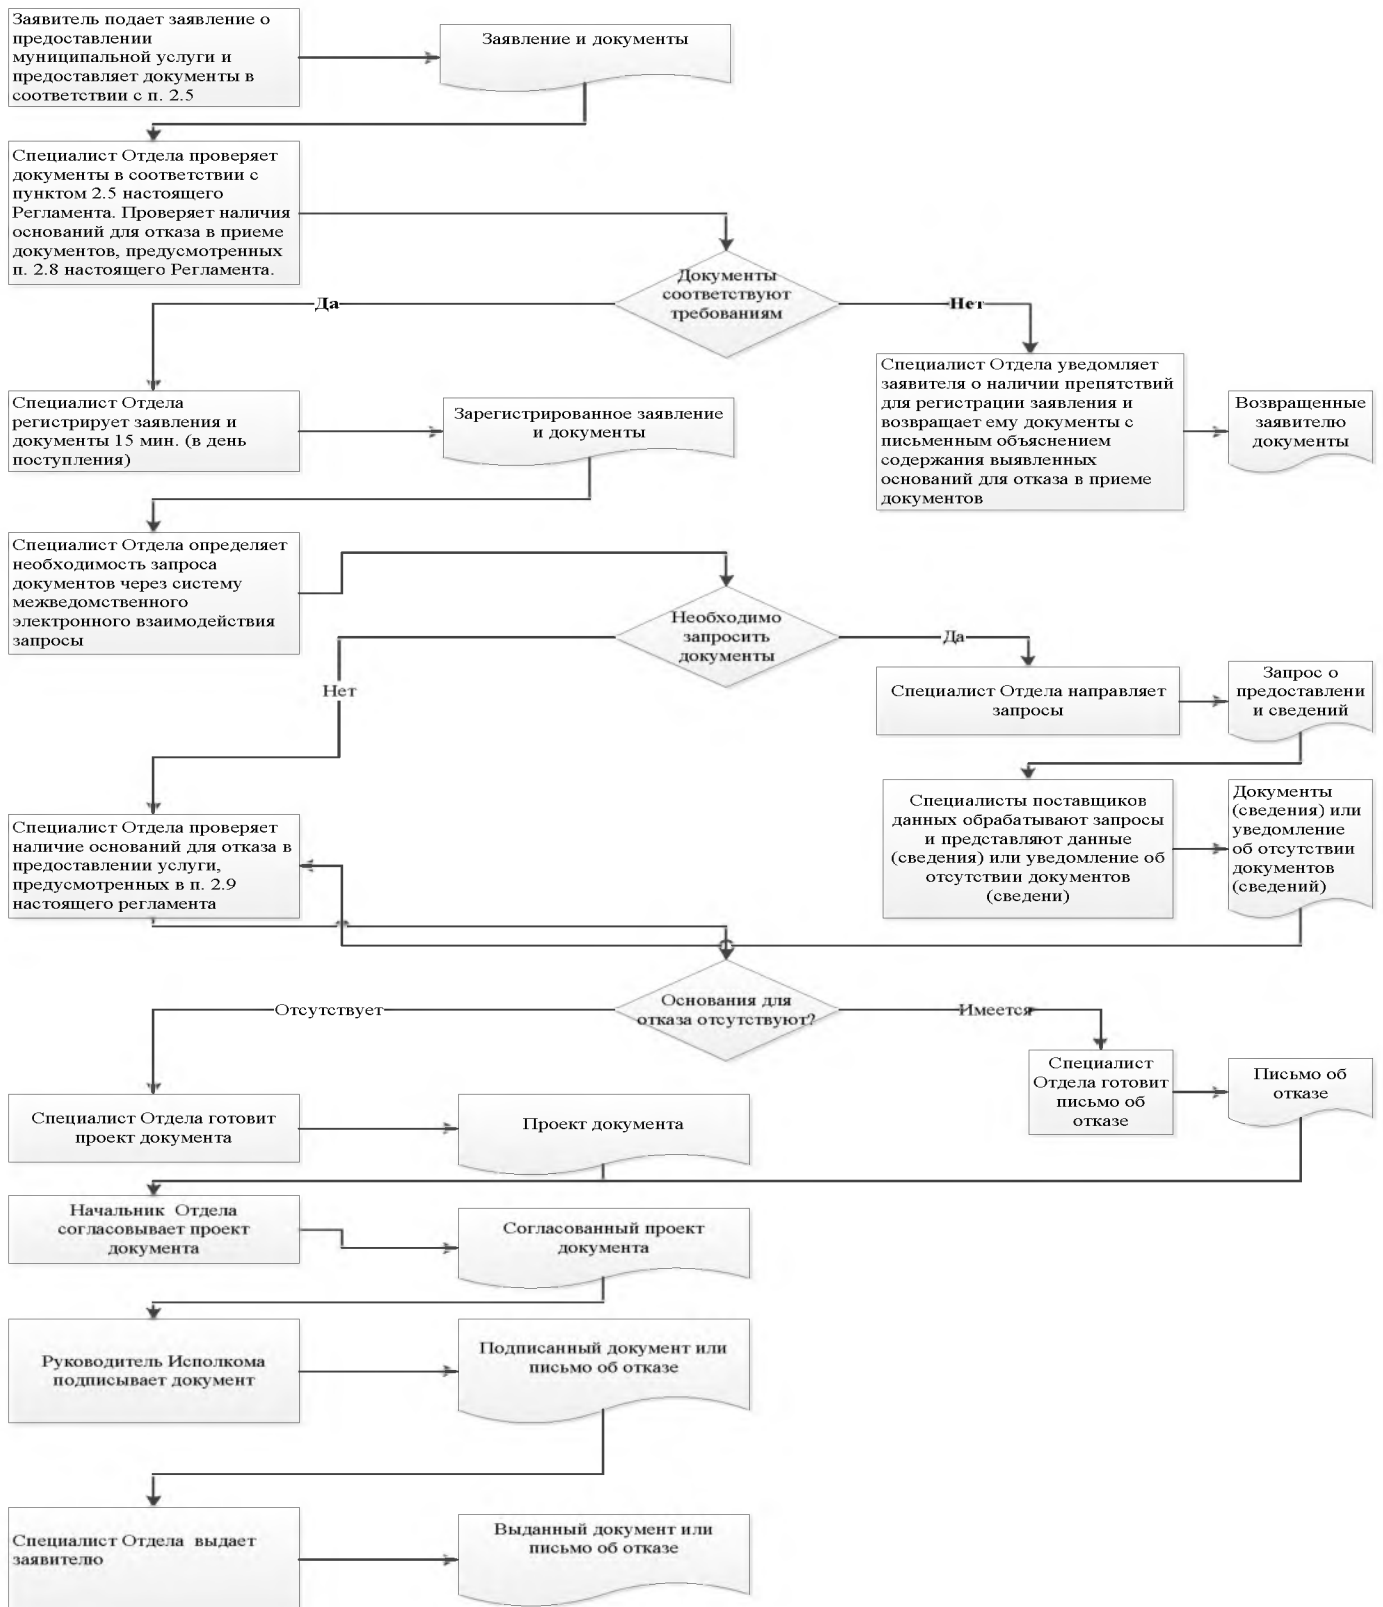 Заявитель подает заявление о
предоставлении
муниципальной услуги и
предоставляет документы в
соответствии с п. 2.5
Заявление и документы
Специалист Отдела проверяет
документы в соответствии с
пунктом 2.5 настоящего
Регламента. Проверяет наличия
оснований для отказа в приеме
документов, предусмотренных
п. 2.8 настоящего Регламента.
Документы
соответствуют
требованиям
Да
Нет
Специалист Отдела
регистрирует заявления и
документы 15 мин. (в день
поступления)
Зарегистрированное заявление
и документы
Специалист Отдела уведомляет
заявителя о наличии препятствий
для регистрации заявления и
возвращает ему документы с
письменным объяснением
содержания выявленных
оснований для отказа в приеме
документов
Возвращенные
заявителю
документы
Специалист Отдела определяет
необходимость запроса
документов через систему
межведомственного
электронного взаимодействия
запросы
Необходимо
запросить
документы
Да
Нет
Специалист Отдела направляет
запросы
Запрос о
предоставлени
и сведений
Специалисты поставщиков
данных обрабатывают запросы
и представляют данные
(сведения) или уведомление об
отсутствии документов
(сведени)
Документы
(сведения) или
уведомление
об отсутствии
документов
(сведений)
Специалист Отдела проверяет
наличие оснований для отказа в
предоставлении услуги,
предусмотренных в п. 2.9
настоящего регламента
Основания для
отказа отсутствуют?
Отсутствует
Имеется
Специалист
Отдела готовит
письмо об
отказе
Письмо об
отказе
Специалист Отдела готовит
проект документа
Проект документа
Начальник  Отдела
согласовывает проект
документа
Согласованный проект
документа
Руководитель Исполкома
подписывает документ
Подписанный документ или
письмо об отказе
Специалист Отдела  выдает
заявителю
Выданный документ или
письмо об отказе